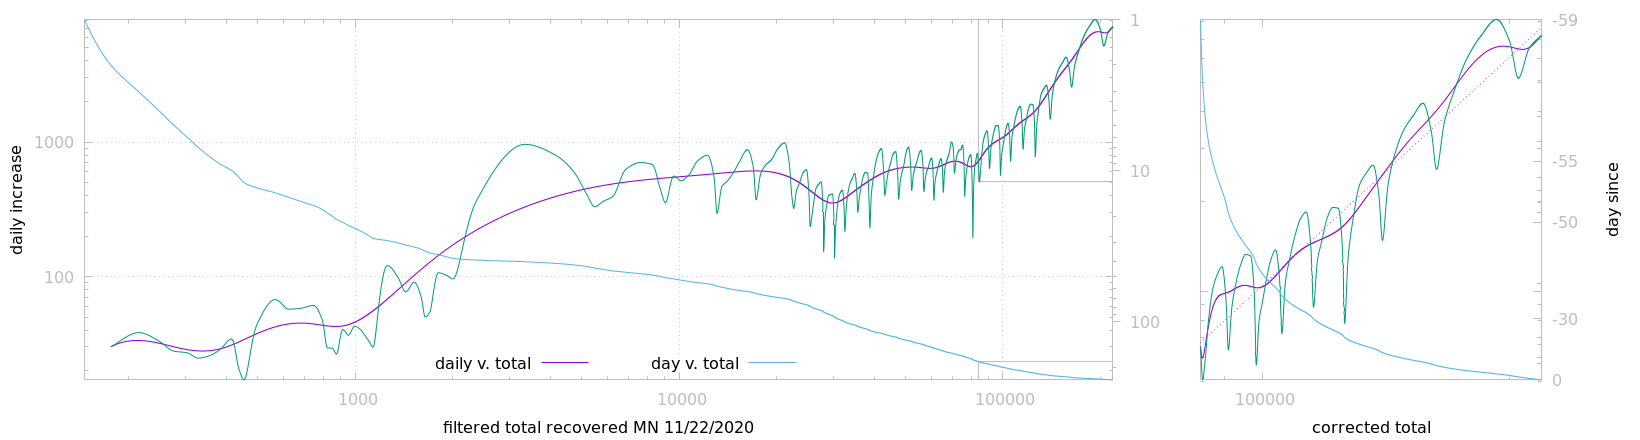 1
-59
1000
-55
10
-50
daily increase
day since
100
100
-30
daily v. total
day v. total
0
1000
10000
100000
100000
filtered total recovered MN 11/22/2020
corrected total